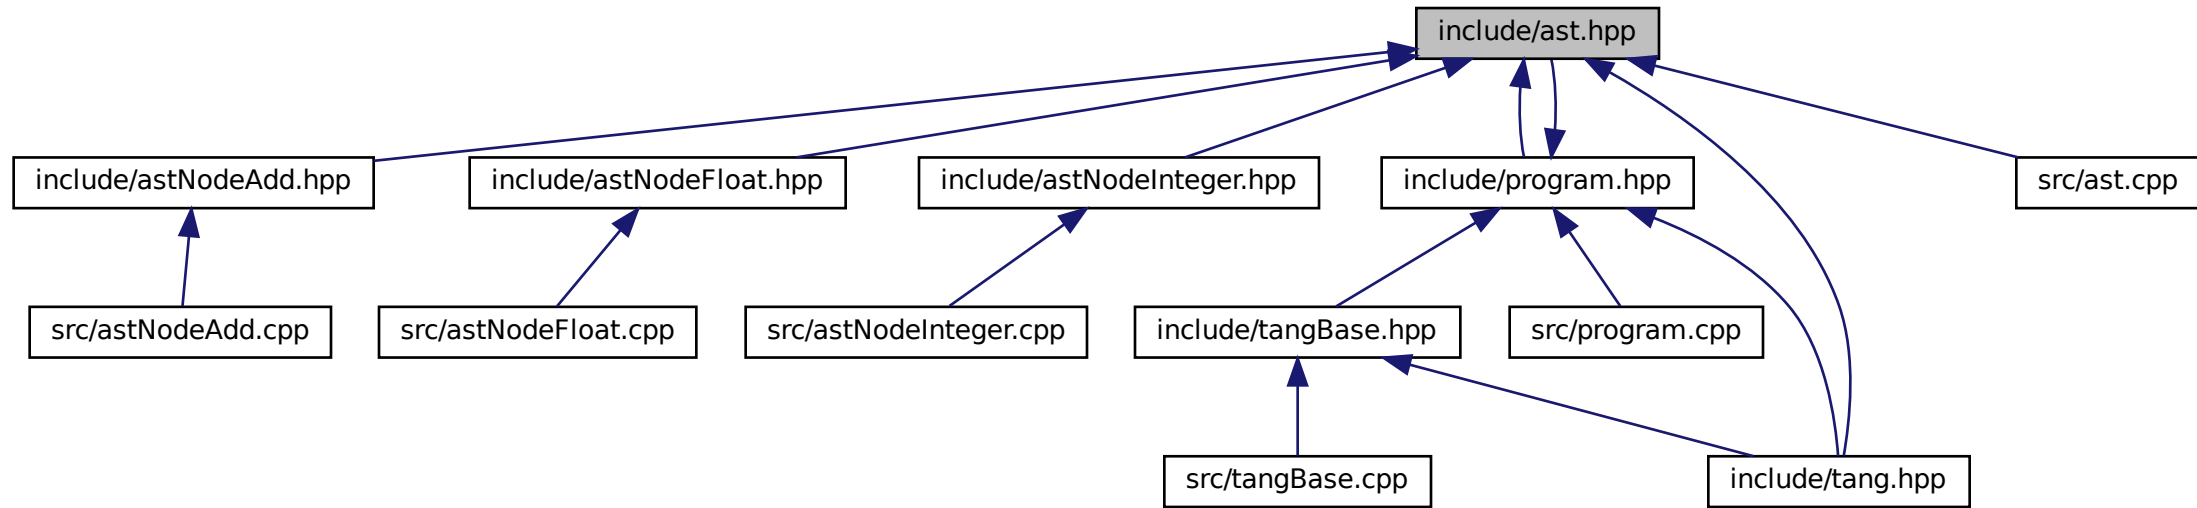 include/ast.hpp
include/astNodeAdd.hpp
include/astNodeFloat.hpp
include/astNodeInteger.hpp
include/program.hpp
src/ast.cpp
src/astNodeAdd.cpp
src/astNodeFloat.cpp
src/astNodeInteger.cpp
include/tangBase.hpp
src/program.cpp
src/tangBase.cpp
include/tang.hpp